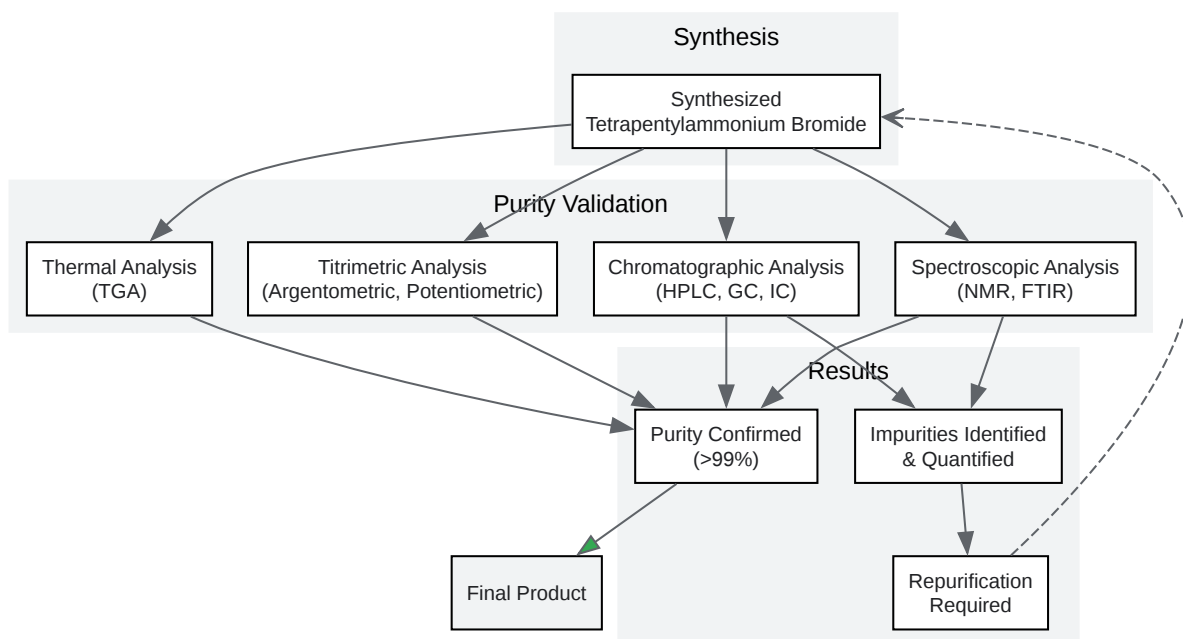 Synthesis
Synthesized
Tetrapentylammonium Bromide
Purity Validation
Thermal Analysis
(TGA)
Titrimetric Analysis
(Argentometric, Potentiometric)
Chromatographic Analysis
(HPLC, GC, IC)
Spectroscopic Analysis
(NMR, FTIR)
Results
Purity Confirmed
(>99%)
Impurities Identified
& Quantified
Final Product
Repurification
Required